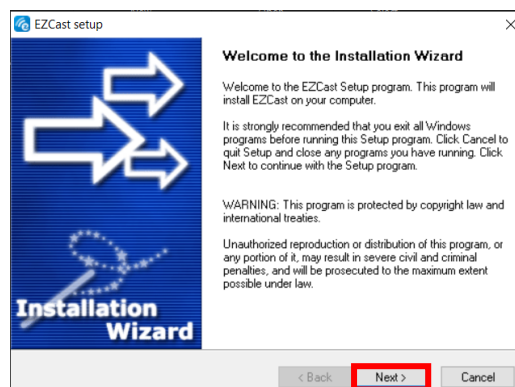 EZCast setup
Welcome to the Installation Wizard
Welcome to the EZCast Setup program. This program will
install EZCast on your computer.
It is strongly recommended that you exit all Windows
programs before running this Setup program. Click Cancel to
quit Setup and close any programs you have running. Click
Next to continue with the Setup program.
WARNING: This program is protected by copyright law and
international treaties.
Unauthorized reproduction or distribution of this program, or
any portion of it, may result in severe civil and criminal
penalties, and will be prosecuted to the maximum extent
possible under law.
Installation
Wizard
< Back
Next >
Cancel